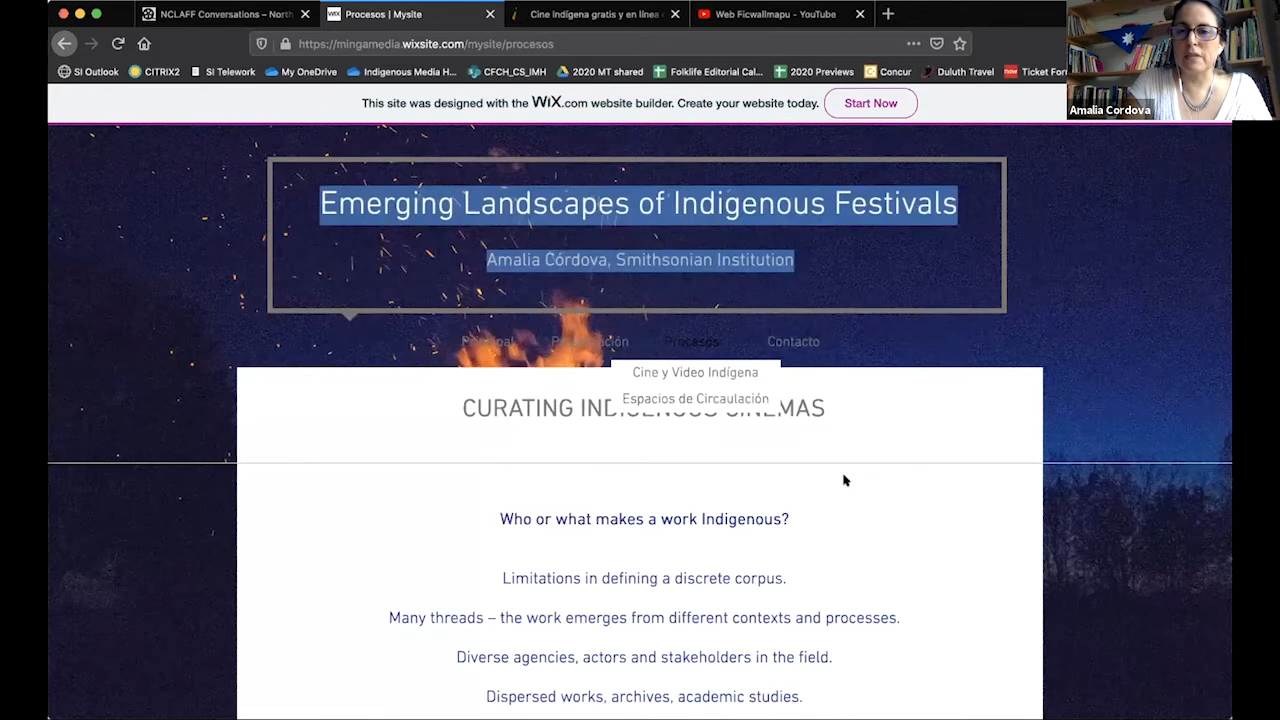 NCLAFF Conversations – North
Procesos | Mysite
Cine Indígena gratis y en línea
Web Ficwallmapu - YouTube
https://mingamedia.wixsite.com/mysite/procesos
SI Outlook
CITRIX2
SI Telework
My OneDrive
Indigenous Media H...
CFCH_CS_IMH
2020 MT shared
Folklife Editorial Cal...
2020 Previews
Concur
Duluth Travel
Ticket For
Amalia Cordova
This site was designed with the WiX.com website builder. Create your website today.
Start Now
Emerging Landscapes of Indigenous Festivals
Amalia Córdova, Smithsonian Institution
Principal
Procesos
Contacto
Cine y Video Indígena
Espacios de Circaulación
CURATING INDIGENOUS CINEMAS
Who or what makes a work Indigenous?
Limitations in defining a discrete corpus.
Many threads – the work emerges from different contexts and processes.
Diverse agencies, actors and stakeholders in the field.
Dispersed works, archives, academic studies.